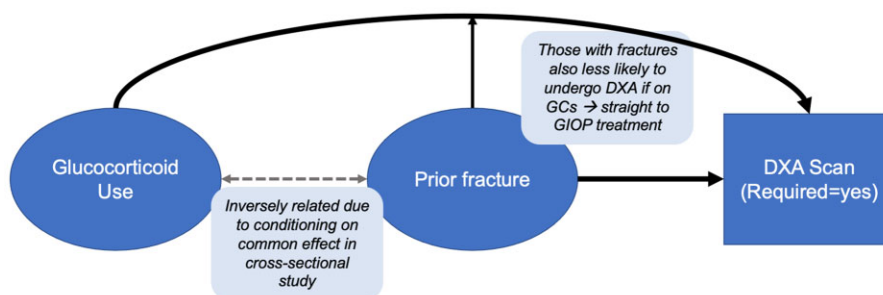 Those with fractures
also less likely to
undergo DXA if on
GCs → straight to
GIOP treatment
Glucocorticoid
Use
Prior fracture
DXA Scan
(Required=yes)
Inversely related due
to conditioning on
common effect in
cross-sectional
study